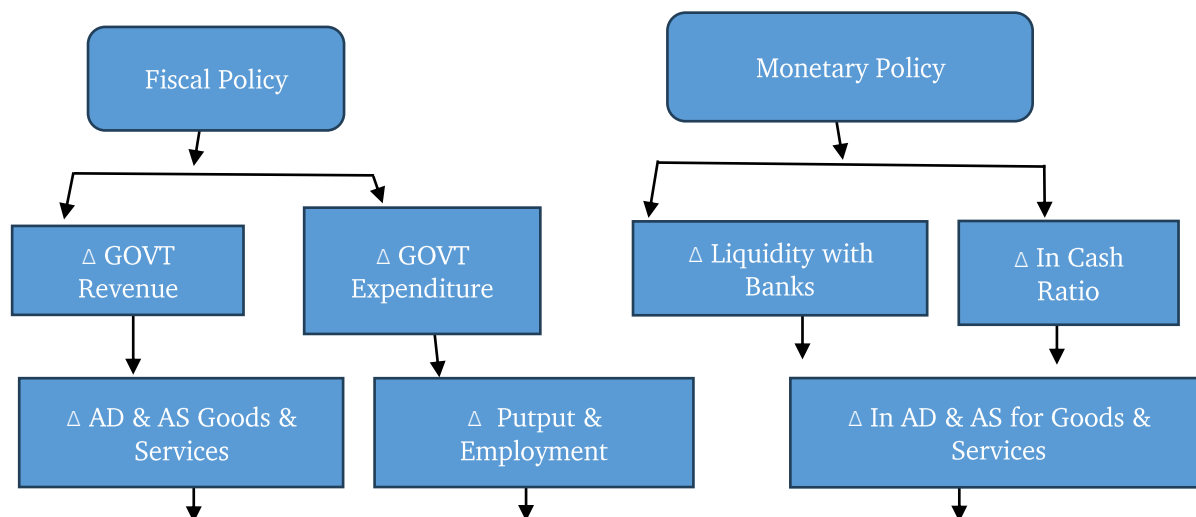 Fiscal Policy
Monetary Policy
Δ GOVT
Revenue
Δ GOVT
Expenditure
Δ Liquidity with
Banks
Δ In Cash
Ratio
Δ AD & AS Goods &
Services
Δ Putput &
Employment
Δ In AD & AS for Goods &
Services